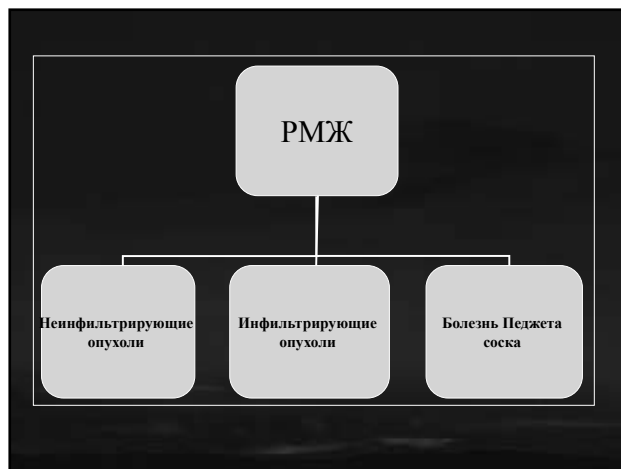 РМЖ
Неинфильтрирующие
опухоли
Инфильтрирующие
опухоли
Болезнь Педжета
соска